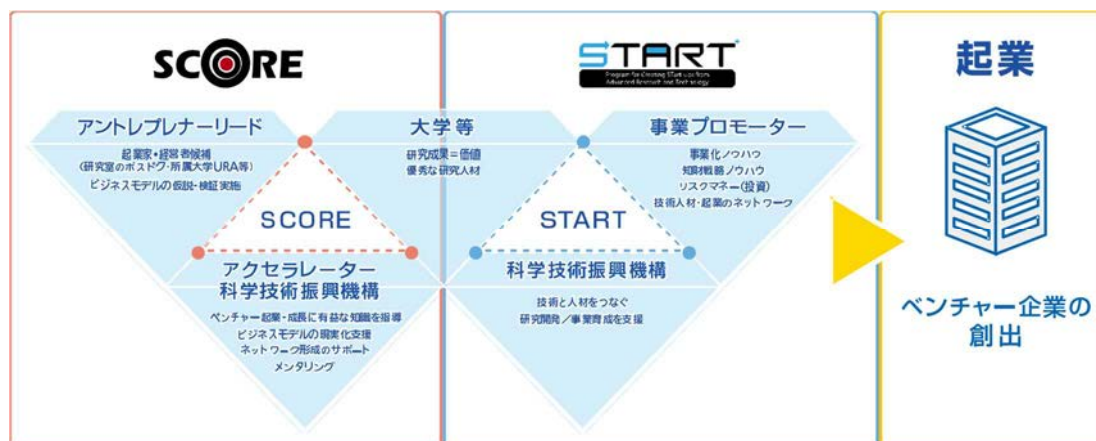 SCORE
START
Program for Creating STart-ups from
Advanced Research and Technology
起業
アントレプレナーリード
起業家・経営者候補
(研究室のポスドク・所属大学URA等)
ビジネスモデルの仮説・検証実施
大学等
研究成果=価値
優秀な研究人材
事業プロモーター
事業化ノウハウ
知財戦略ノウハウ
リスクマネー(投資)
技術人材・起業のネットワーク
SCORE
START
アクセラレーター
科学技術振興機構
ベンチャー起業・成長に有益な知識を指導
ビジネスモデルの現実化支援
ネットワーク形成のサポート
メンタリング
科学技術振興機構
技術と人材をつなぐ
研究開発/事業育成を支援
ベンチャー企業の
創出